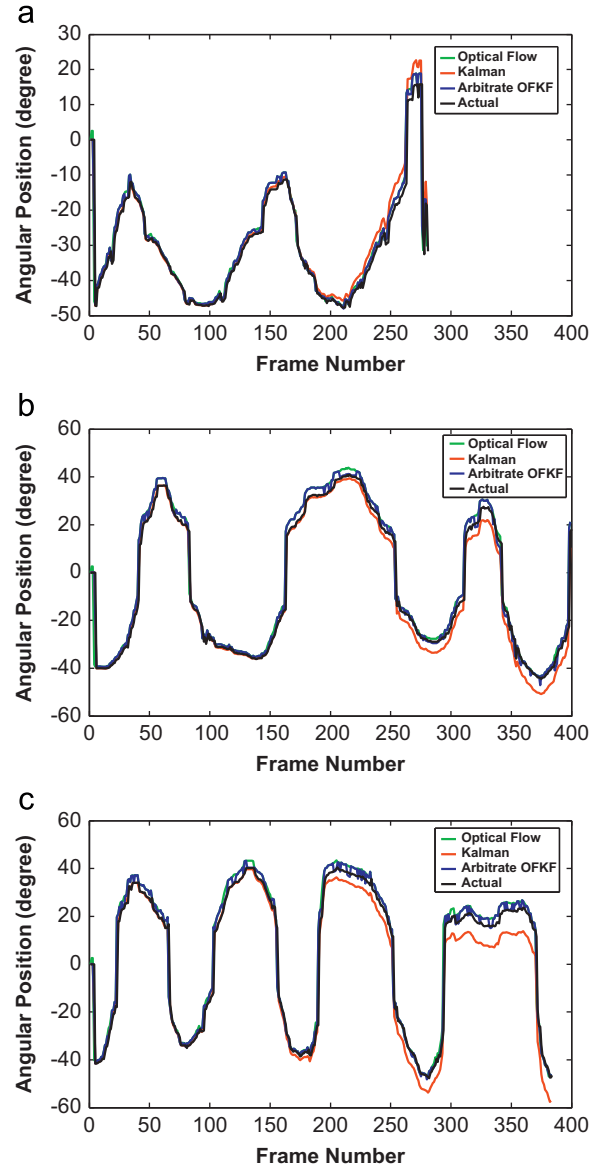 a
30
20
10
0
-10
-20
-30
-40
-50
Angular Position (degree)
Optical Flow
Kalman
Arbitrate OFKF
Actual
0 50 100 150 200 250 300 350 400
Frame Number
b
60
40
20
0
-20
-40
-60
Angular Position (degree)
Optical Flow
Kalman
Arbitrate OFKF
Actual
0 50 100 150 200 250 300 350 400
Frame Number
c
60
40
20
0
-20
-40
-60
Angular Position (degree)
Optical Flow
Kalman
Arbitrate OFKF
Actual
0 50 100 150 200 250 300 350 400
Frame Number